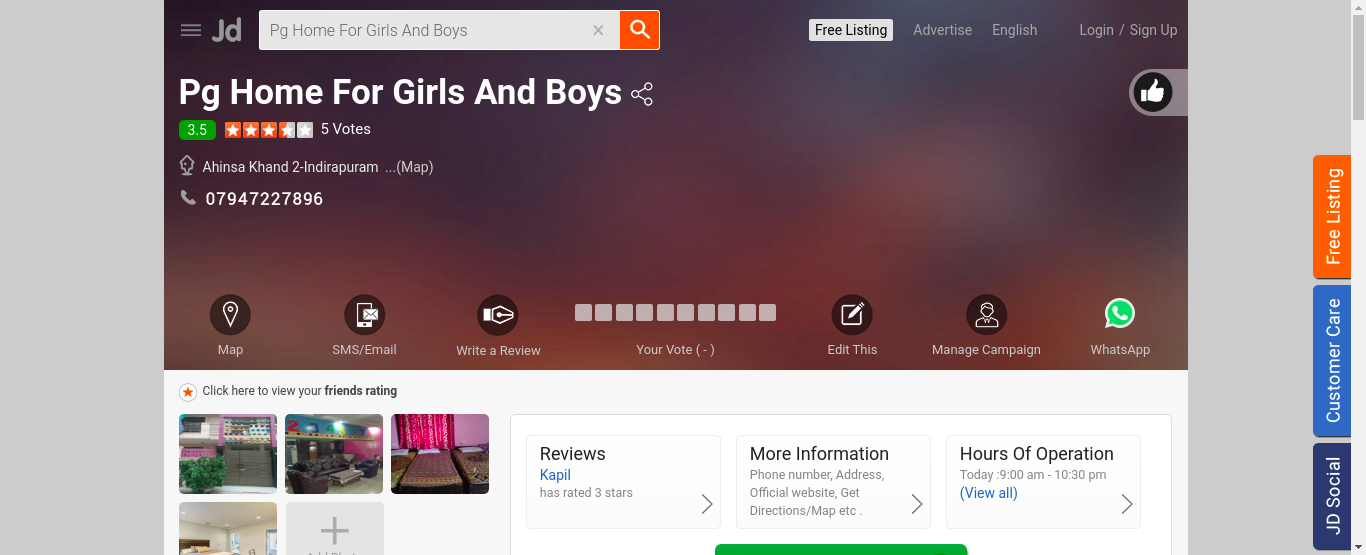 Jd
Pg Home For Girls And Boys ×
Free Listing
Advertise
English
Login / Sign Up
Pg Home For Girls And Boys
3.5
5 Votes
Ahinsa Khand 2-Indirapuram ...(Map)
07947227896
Map
SMS/Email
Write a Review
Your Vote ( - )
Edit This
Manage Campaign
WhatsApp
Click here to view your friends rating
Reviews
Kapil
has rated 3 stars
More Information
Phone number, Address,
Official website, Get
Directions/Map etc .
Hours Of Operation
Today :9:00 am - 10:30 pm
(View all)
Free Listing
Customer Care
JD Social